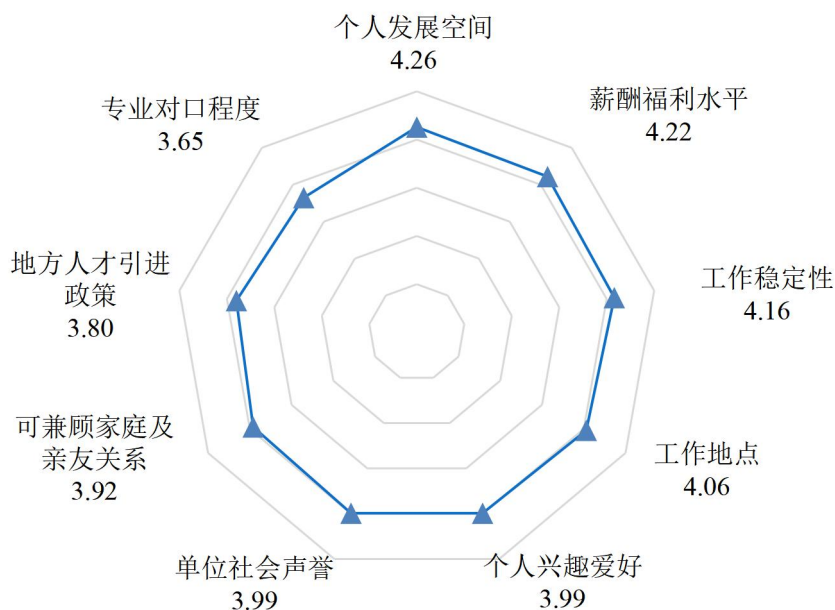 个人发展空间
4.26
薪酬福利水平
4.22
工作稳定性
4.16
工作地点
4.06
个人兴趣爱好
3.99
单位社会声誉
3.99
可兼顾家庭及
亲友关系
3.92
地方人才引进
政策
3.80
专业对口程度
3.65